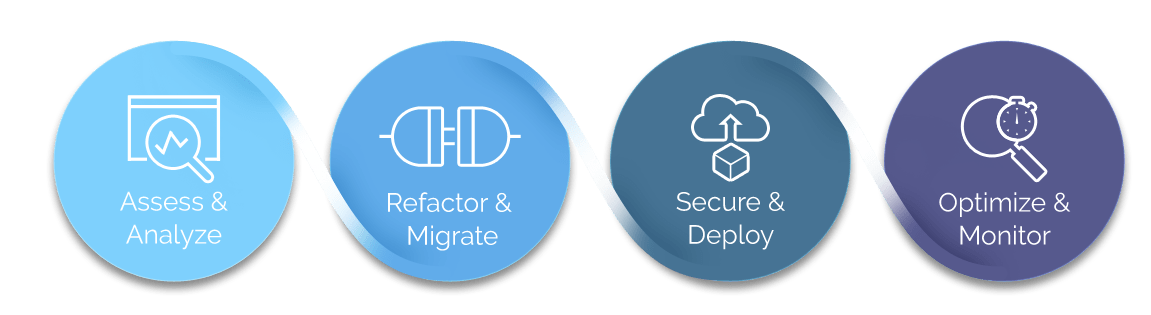 Assess &
Analyze
Refactor &
Migrate
Secure &
Deploy
Optimize &
Monitor